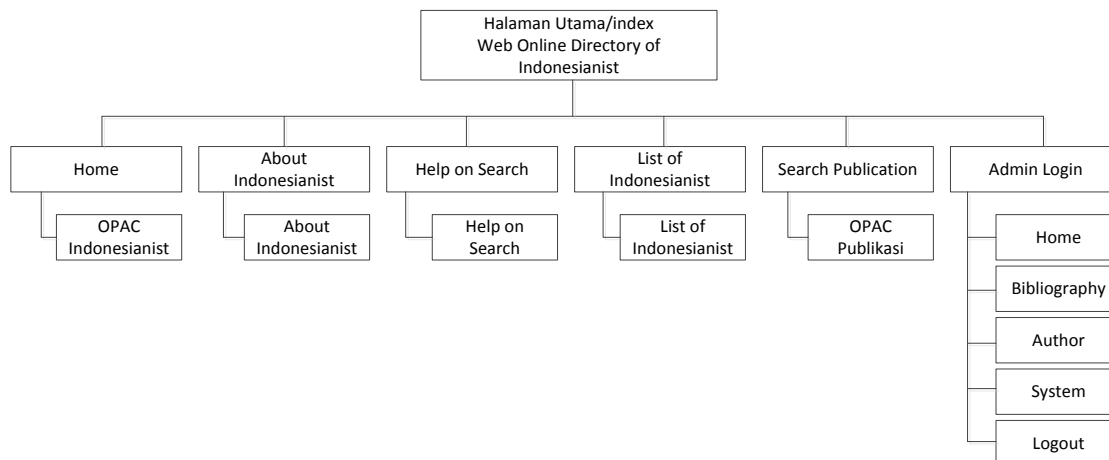 Halaman Utama/index
Web Online Directory of
Indonesianist
Home
About
Indonesianist
Help on Search
List of
Indonesianist
Search Publication
Admin Login
OPAC
Indonesianist
About
Indonesianist
Help on
Search
List of
Indonesianist
OPAC
Publikasi
Home
Bibliography
Author
System
Logout